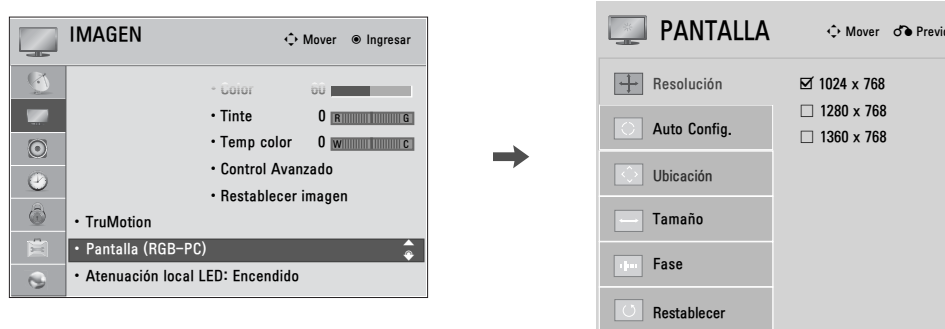 IMAGEN
Mover
Ingresar
• Color 60
• Tinte 0 R G
• Temp color 0 W C
• Control Avanzado
• Restablecer imagen
• TruMotion
• Pantalla (RGB-PC)
• Atenuación local LED: Encendido
PANTALLA
Mover
Previo
Resolución
Auto Config.
Ubicación
Tamaño
Fase
Restablecer
☑ 1024 x 768
☐ 1280 x 768
☐ 1360 x 768